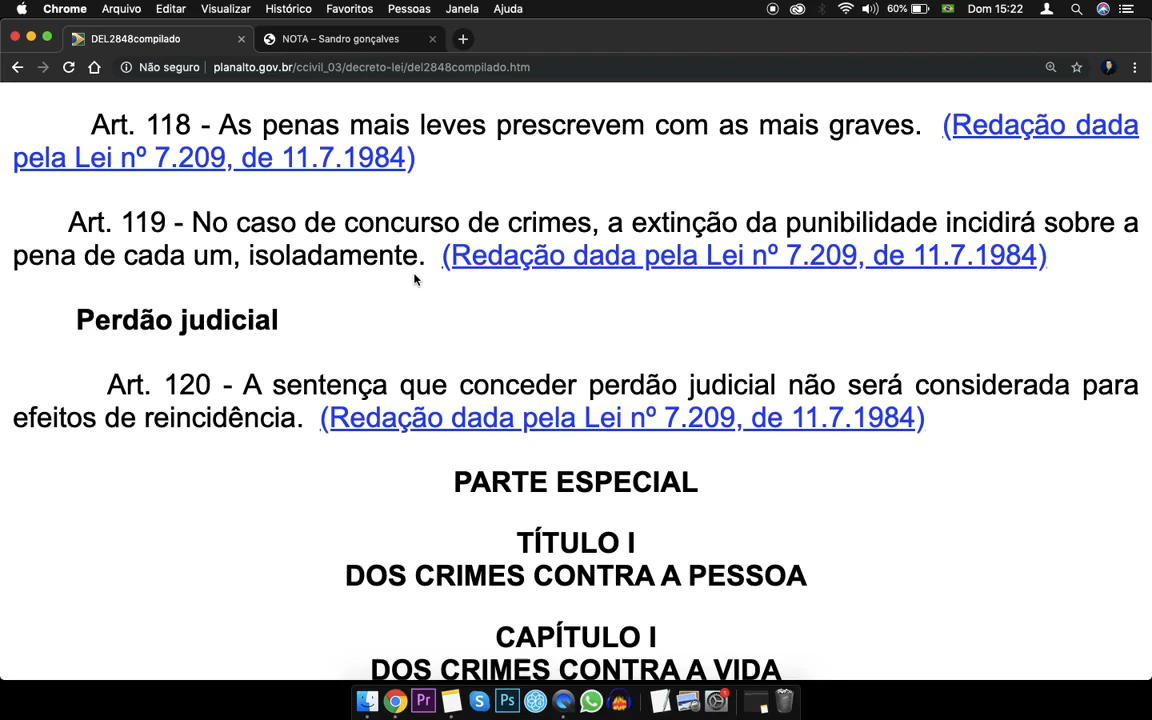 Chrome Arquivo Editar Visualizar Histórico Favoritos Pessoas Janela Ajuda 60% Dom 15:22
DEL2848compilado NOTA – Sandro gonçalves
Não seguro planalto.gov.br/ccivil_03/decreto-lei/del2848compilado.htm
Art. 118 - As penas mais leves prescrevem com as mais graves. (Redação dada
pela Lei nº 7.209, de 11.7.1984)
Art. 119 - No caso de concurso de crimes, a extinção da punibilidade incidirá sobre a
pena de cada um, isoladamente. (Redação dada pela Lei nº 7.209, de 11.7.1984)
Perdão judicial
Art. 120 - A sentença que conceder perdão judicial não será considerada para
efeitos de reincidência. (Redação dada pela Lei nº 7.209, de 11.7.1984)
PARTE ESPECIAL
TÍTULO I
DOS CRIMES CONTRA A PESSOA
CAPÍTULO I
DOS CRIMES CONTRA A VIDA
Pr S Ps